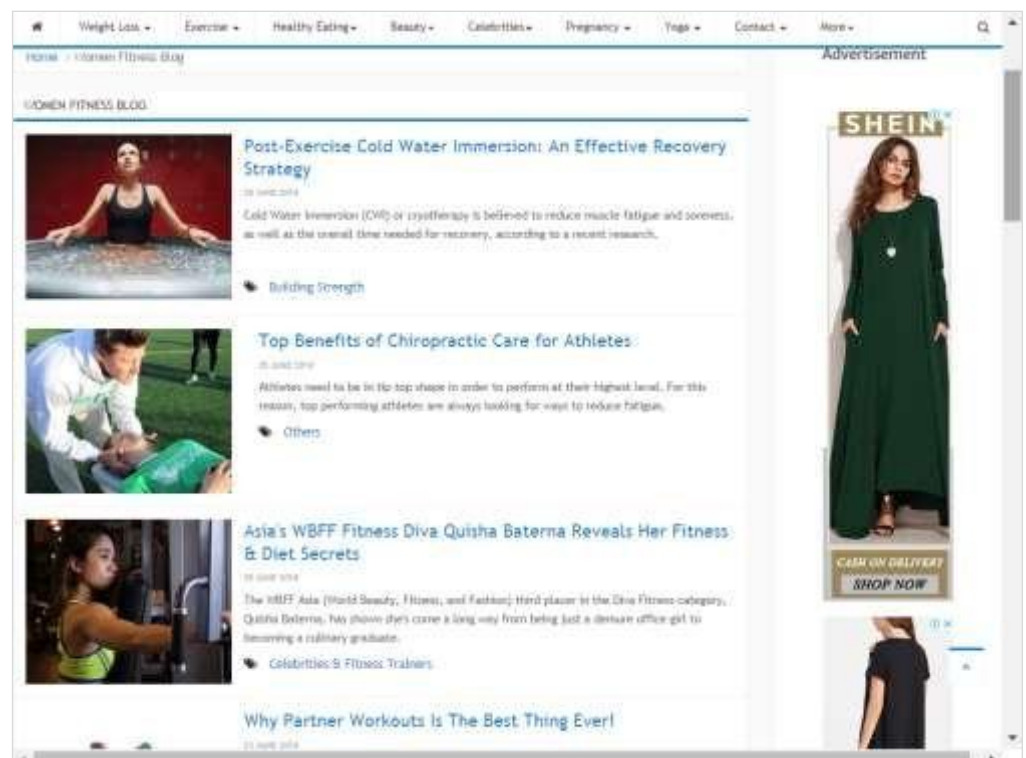 Weight Loss Exercise Healthy Eating Beauty Celebrities Pregnancy Yoga Contact More
Home Women Fitness Blog
WOMEN FITNESS BLOG
Post-Exercise Cold Water Immersion: An Effective Recovery
Strategy
Cold Water Immersion (CWI) or cryotherapy is believed to reduce muscle fatigue and soreness,
as well as the overall time needed for recovery, according to a recent research.
Building Strength
Top Benefits of Chiropractic Care for Athletes
Athletes need to be in tip top shape in order to perform at their highest level. For this
reason, top performing athletes are always looking for ways to reduce fatigue.
Others
Asia's WBFF Fitness Diva Quisha Baterna Reveals Her Fitness
& Diet Secrets
The WBFF Asia (World Beauty, Fitness, and Fashion) third placer in the Diva Fitness category,
Quisha Baterna, has shown come a long way from being just a demure office girl to
becoming a culinary graduate.
Celebrities & Fitness Trainers
Why Partner Workouts Is The Best Thing Ever!
Advertisement
SHEIN
CASH ON DELIVERY
SHOP NOW